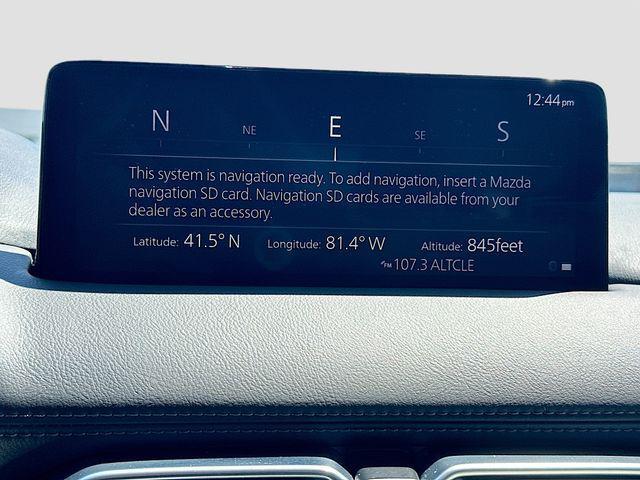 12:44pm
N NE E SE S
This system is navigation ready. To add navigation, insert a Mazda
navigation SD card. Navigation SD cards are available from your
dealer as an accessory.
Latitude: 41.5° N Longitude: 81.4° W Altitude: 845feet
FM 107.3 ALTCLE